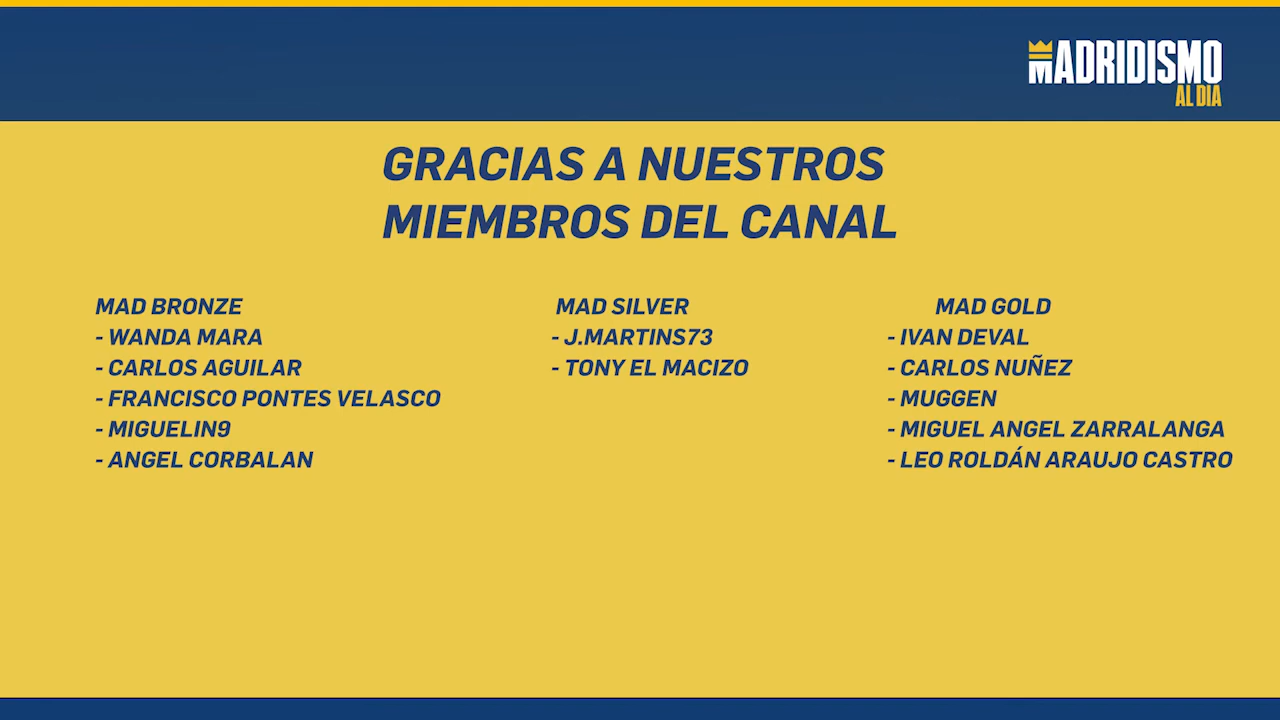 MADRIDISMO
AL DIA
GRACIAS A NUESTROS
MIEMBROS DEL CANAL
MAD BRONZE
- WANDA MARA
- CARLOS AGUILAR
- FRANCISCO PONTES VELASCO
- MIGUELIN9
- ANGEL CORBALAN
MAD SILVER
- J.MARTINS73
- TONY EL MACIZO
MAD GOLD
- IVAN DEVAL
- CARLOS NUÑEZ
- MUGGEN
- MIGUEL ANGEL ZARRALANGA
- LEO ROLDÁN ARAUJO CASTRO